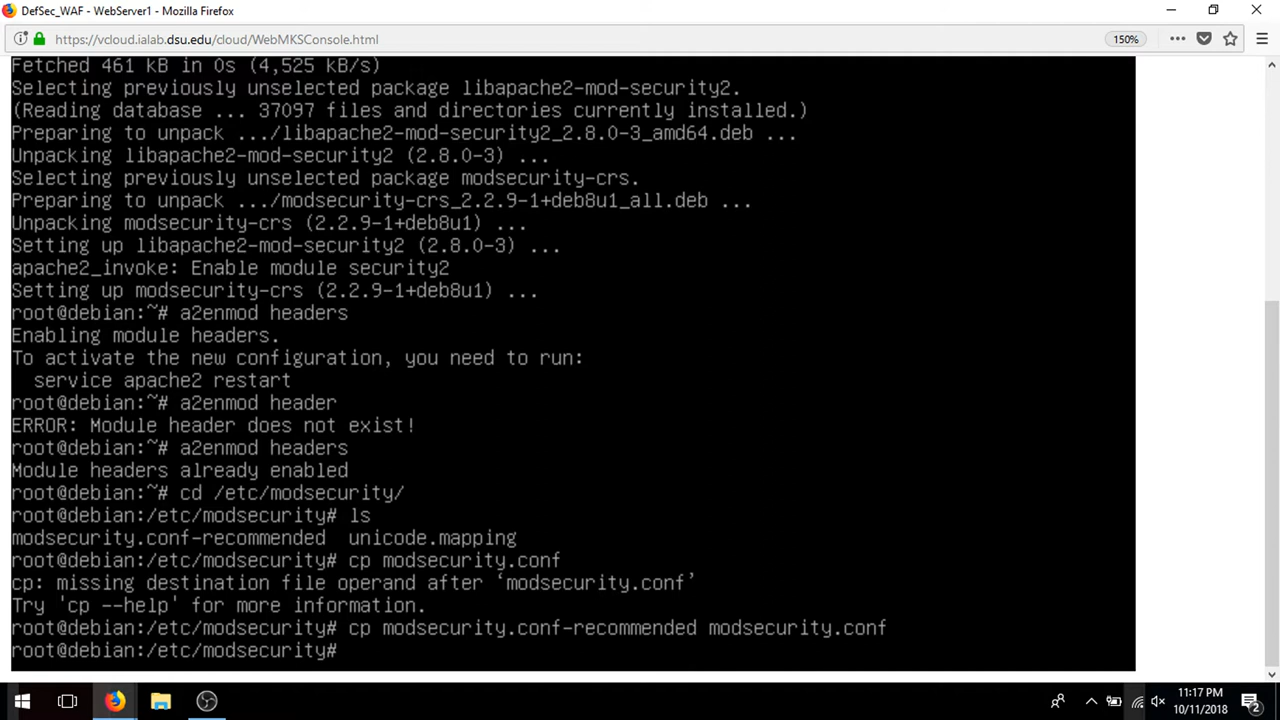 DefSec_WAF - WebServer1 - Mozilla Firefox
https://vcloud.ialab.dsu.edu/cloud/WebMKSConsole.html
150%
Fetched 461 kB in 0s (4,525 kB/s)
Selecting previously unselected package libapache2-mod-security2.
(Reading database ... 37097 files and directories currently installed.)
Preparing to unpack .../libapache2-mod-security2_2.8.0-3_amd64.deb ...
Unpacking libapache2-mod-security2 (2.8.0-3) ...
Selecting previously unselected package modsecurity-crs.
Preparing to unpack .../modsecurity-crs_2.2.9-1+deb8u1_all.deb ...
Unpacking modsecurity-crs (2.2.9-1+deb8u1) ...
Setting up libapache2-mod-security2 (2.8.0-3) ...
apache2_invoke: Enable module security2
Setting up modsecurity-crs (2.2.9-1+deb8u1) ...
root@debian:~# a2enmod headers
Enabling module headers.
To activate the new configuration, you need to run:
  service apache2 restart
root@debian:~# a2enmod header
ERROR: Module header does not exist!
root@debian:~# a2enmod headers
Module headers already enabled
root@debian:~# cd /etc/modsecurity/
root@debian:/etc/modsecurity# ls
modsecurity.conf-recommended  unicode.mapping
root@debian:/etc/modsecurity# cp modsecurity.conf
cp: missing destination file operand after ‘modsecurity.conf’
Try 'cp --help' for more information.
root@debian:/etc/modsecurity# cp modsecurity.conf-recommended modsecurity.conf
root@debian:/etc/modsecurity#
11:17 PM
10/11/2018
2